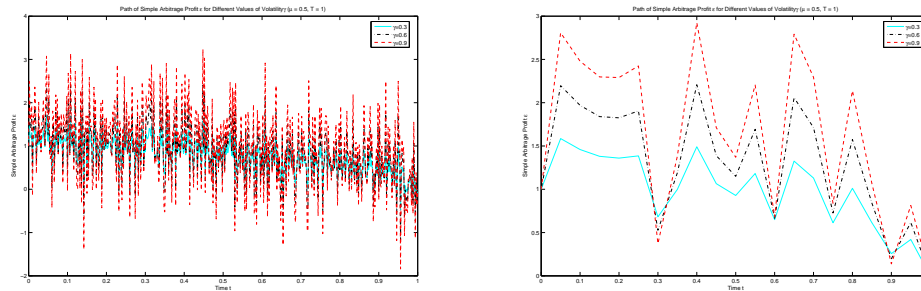 Path of Simple Arbitrage Profit ε for Different Values of Volatility γ (μ = 0.5, T = 1)
γ=0.3
γ=0.6
γ=0.9
Simple Arbitrage Profit ε
4
3
2
1
0
−1
−2
0 0.1 0.2 0.3 0.4 0.5 0.6 0.7 0.8 0.9 1
Time t
Path of Simple Arbitrage Profit ε for Different Values of Volatility γ (μ = 0.5, T = 1)
γ=0.3
γ=0.6
γ=0.9
Simple Arbitrage Profit ε
3
2.5
2
1.5
1
0.5
0
0 0.1 0.2 0.3 0.4 0.5 0.6 0.7 0.8 0.9
Time t